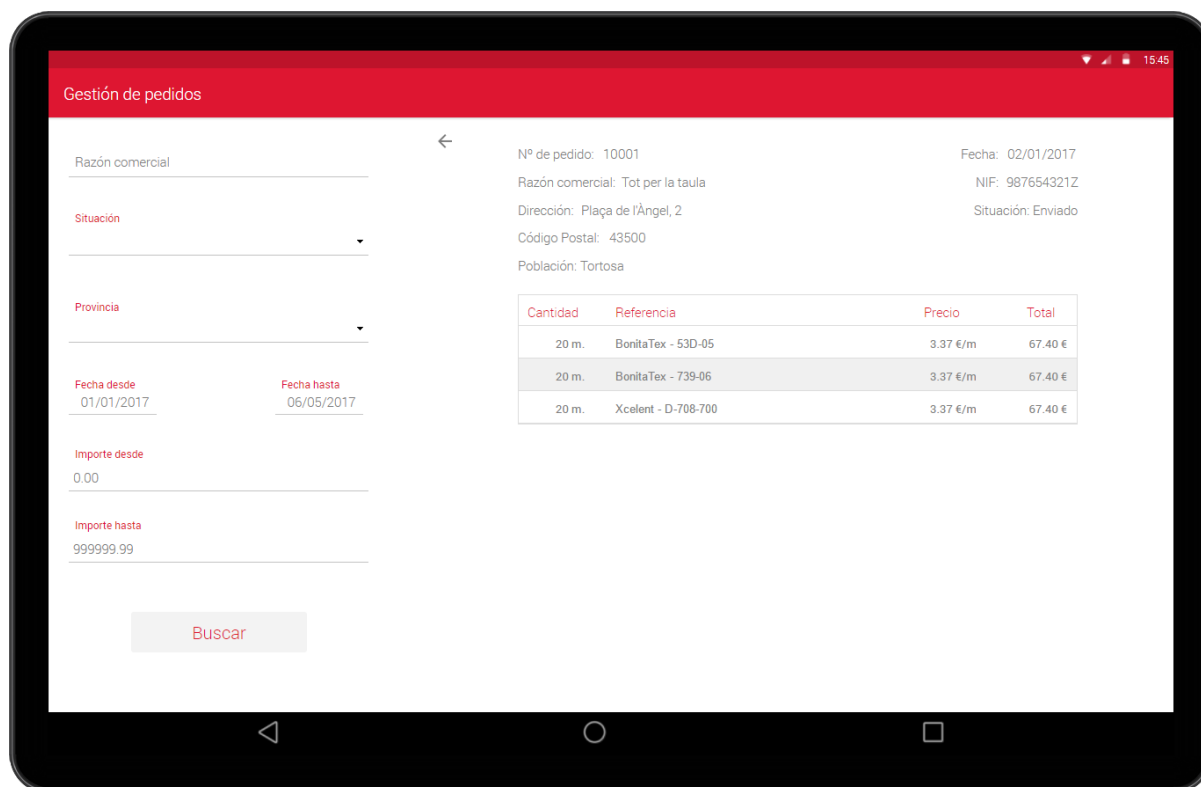 15:45
Gestión de pedidos
Razón comercial
Situación
Provincia
Fecha desde Fecha hasta
01/01/2017 06/05/2017
Importe desde
0.00
Importe hasta
999999.99
Buscar
Nº de pedido: 10001 Fecha: 02/01/2017
Razón comercial: Tot per la taula NIF: 987654321Z
Dirección: Plaça de l'Àngel, 2 Situación: Enviado
Código Postal: 43500
Población: Tortosa
Cantidad Referencia Precio Total
20 m. BonitaTex - 53D-05 3.37 €/m 67.40 €
20 m. BonitaTex - 739-06 3.37 €/m 67.40 €
20 m. Xcelent - D-708-700 3.37 €/m 67.40 €